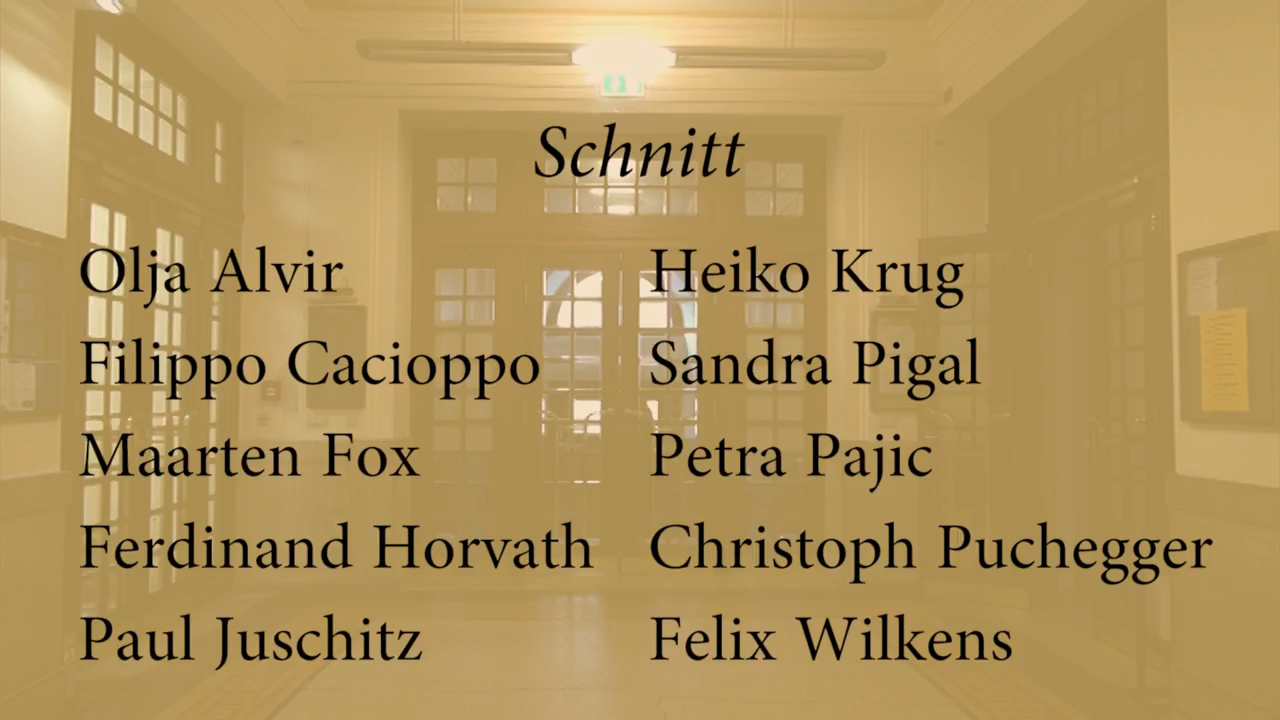 Schnitt
Olja Alvir
Filippo Cacioppo
Maarten Fox
Ferdinand Horvath
Paul Juschitz
Heiko Krug
Sandra Pigal
Petra Pajic
Christoph Puchegger
Felix Wilkens